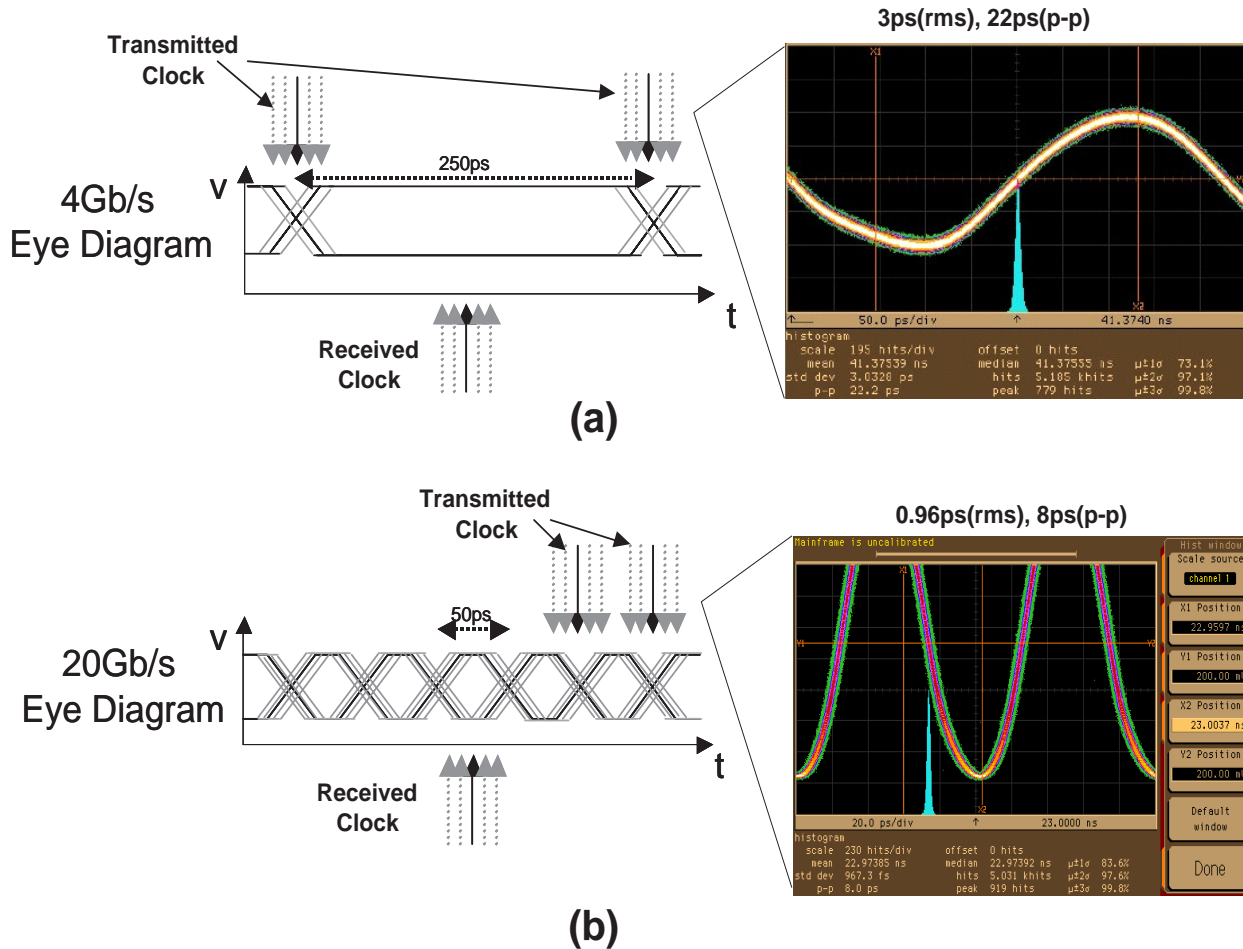 3ps(rms), 22ps(p-p)
Transmitted
Clock
X1
250ps
V
4Gb/s
Eye Diagram
t
X2
50.0 ps/div
41.3740 ns
Received
Clock
histogram
scale 195 hits/div offset 0 hits
mean 41.37539 ns median 41.37555 ns µ±1σ 73.1%
std dev 3.0328 ps hits 5.185 khits µ±2σ 97.1%
p-p 22.2 ps peak 779 hits µ±3σ 99.8%
(a)
Transmitted
Clock
0.96ps(rms), 8ps(p-p)
Mainframe is uncalibrated
Hist window
Scale source
channel 1
X1
50ps
X1 Position
22.9597 ns
V
Y1
Y2
Y1 Position
200.00
20Gb/s
Eye Diagram
X2 Position
23.0037 ns
t
Y2 Position
200.00
X2
Received
Clock
20.0 ps/div
23.0000 ns
Default
window
histogram
scale 230 hits/div offset 0 hits
mean 22.97385 ns median 22.97392 ns µ±1σ 83.6%
std dev 967.3 fs hits 5.031 khits µ±2σ 97.6%
p-p 8.0 ps peak 919 hits µ±3σ 99.8%
Done
(b)